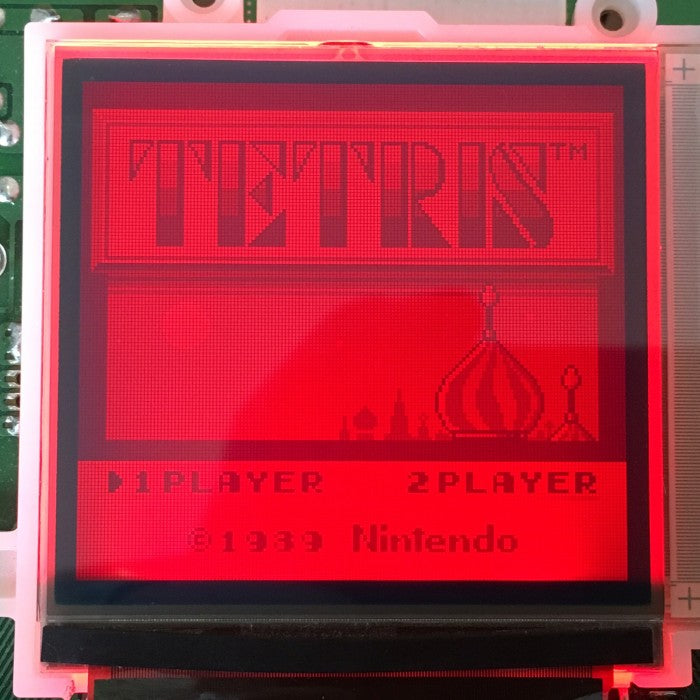 TETRIS™
▶1PLAYER 2PLAYER
©1989 Nintendo